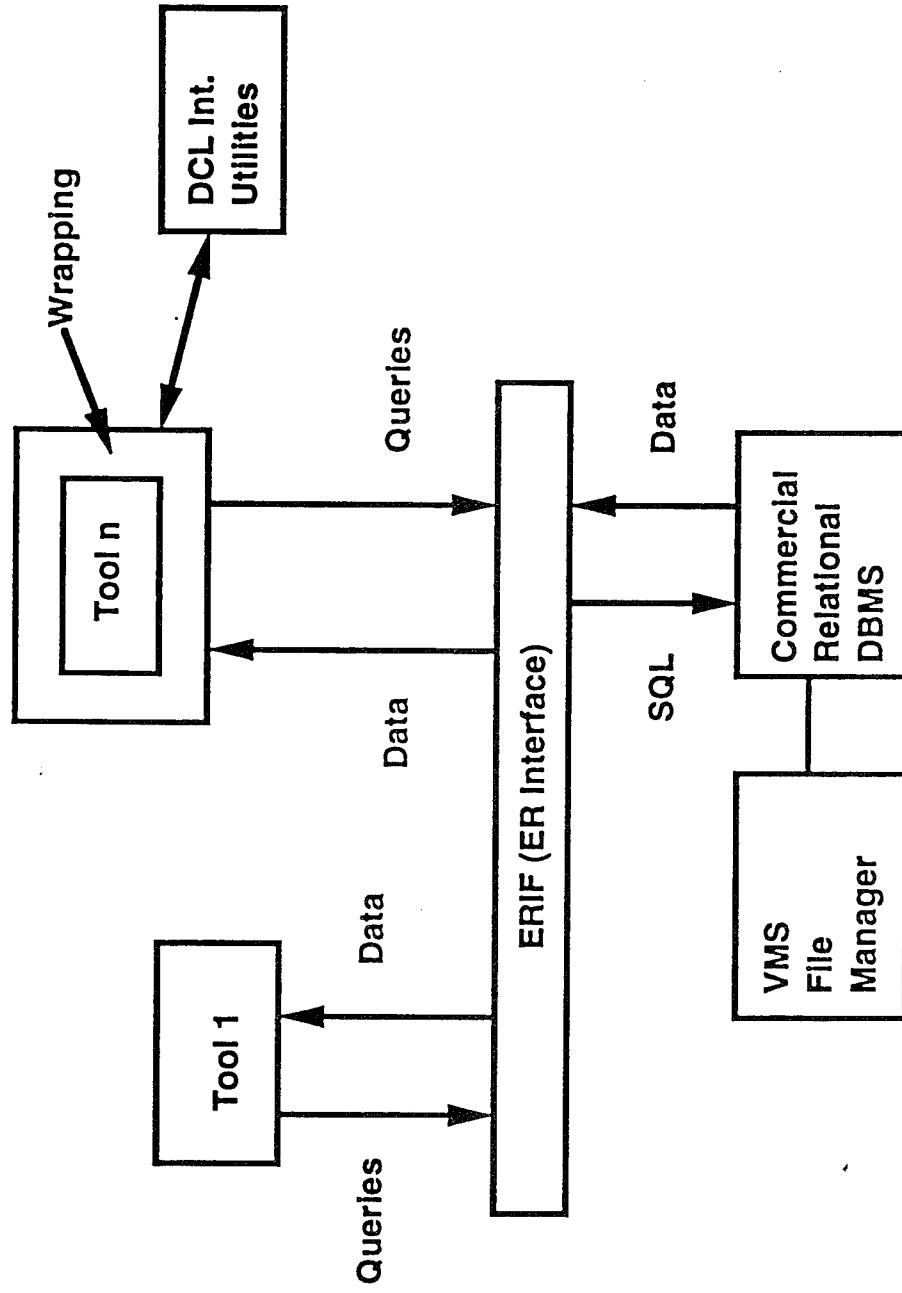 Wrapping
DCL Int.
Utilities
Tool n
Queries
Data
Tool 1
Data
Queries
ERIF (ER Interface)
SQL
Data
VMS
File
Manager
Commercial
Relational
DBMS